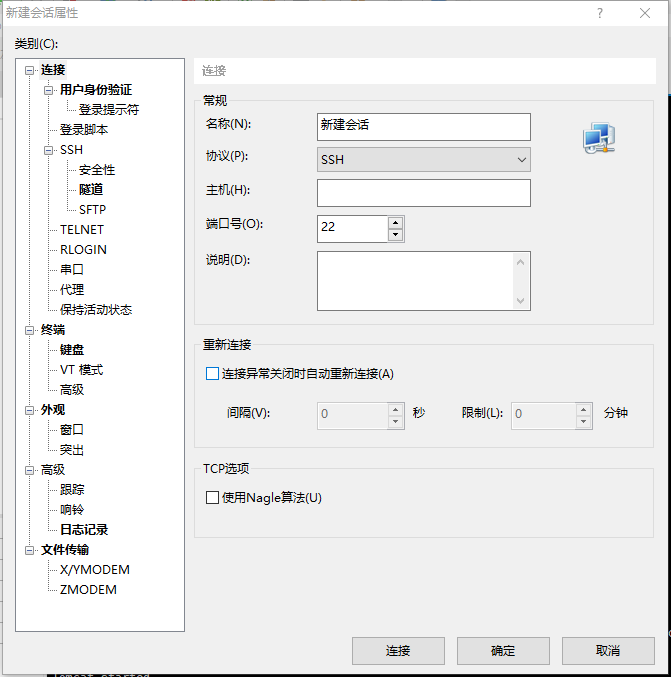 新建会话属性
类别(C):
连接
用户身份验证
登录提示符
登录脚本
SSH
安全性
隧道
SFTP
TELNET
RLOGIN
串口
代理
保持活动状态
终端
键盘
VT 模式
高级
外观
窗口
突出
高级
跟踪
响铃
日志记录
文件传输
X/YMODEM
ZMODEM
连接
常规
名称(N):
新建会话
协议(P):
SSH
主机(H):
端口号(O):
22
说明(D):
重新连接
连接异常关闭时自动重新连接(A)
间隔(V):
0
秒
限制(L):
0
分钟
TCP选项
使用Nagle算法(U)
连接
确定
取消